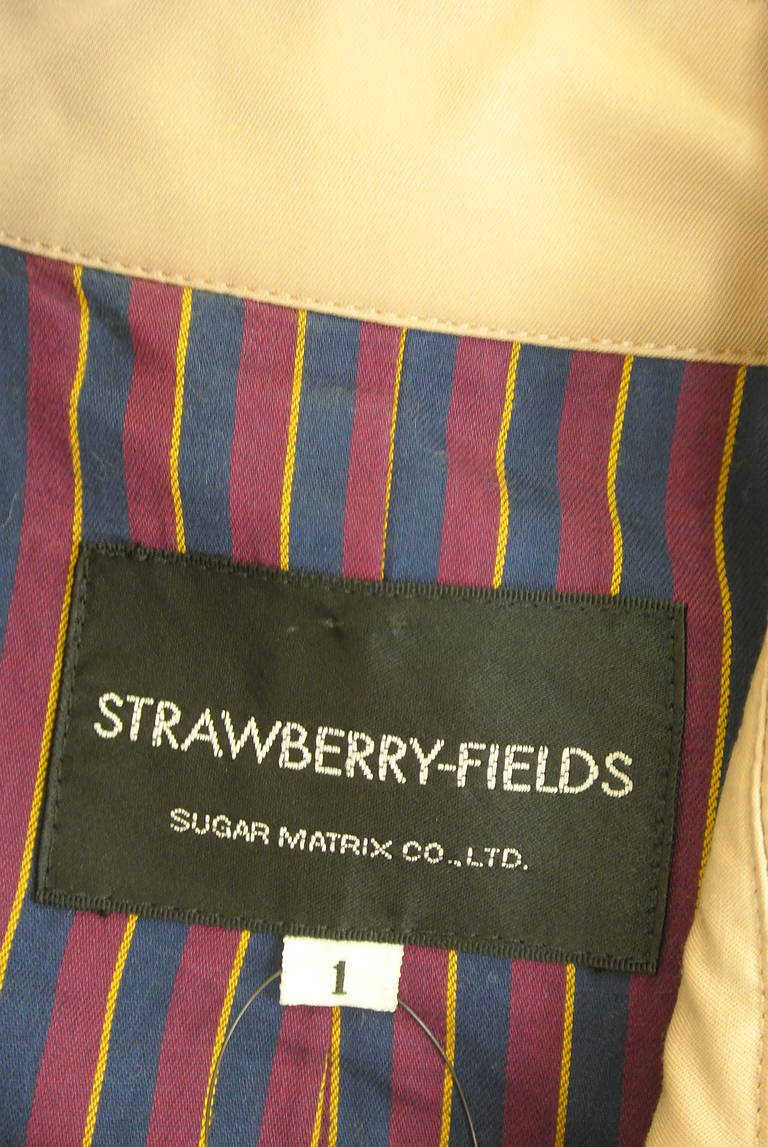 STRAWBERRY-FIELDS
SUGAR MATRIX CO.,LTD.
1